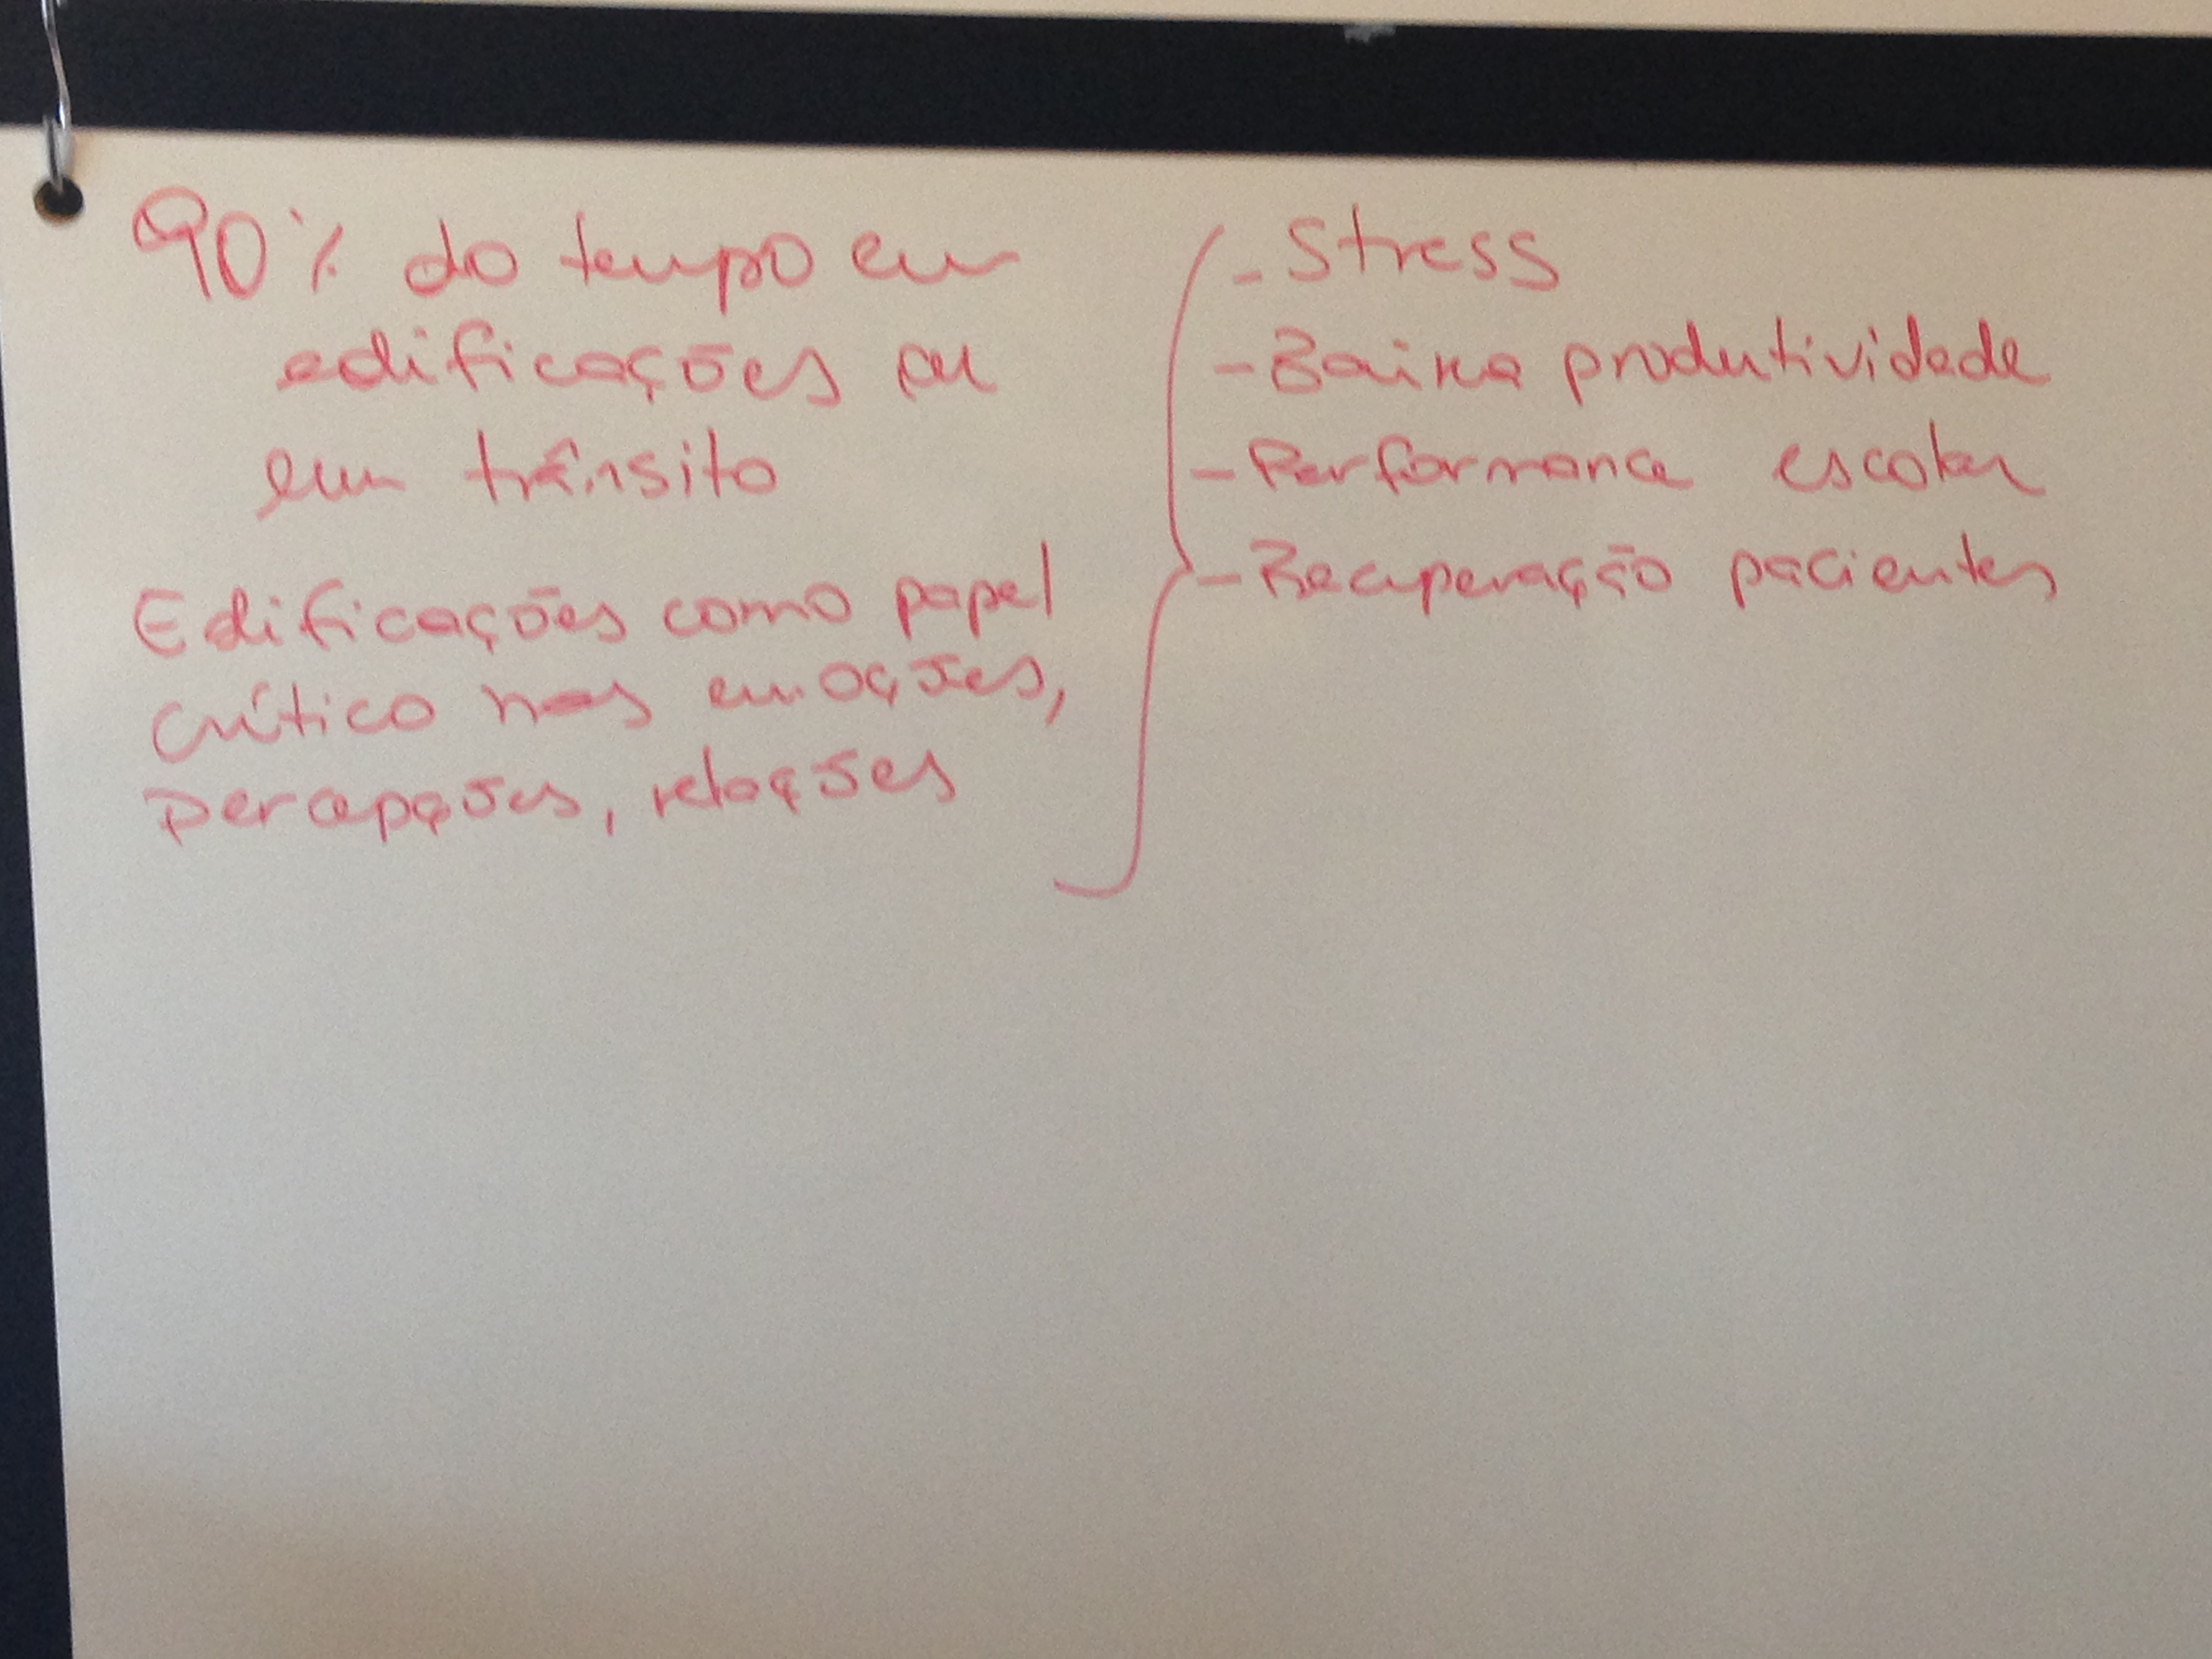 90% do tempo em
edificações ou
em trânsito
Edificações como papel
crítico nas emoções,
percepções, relações
- Stress
- Baixa produtividade
- Performance escolar
- Recuperação pacientes